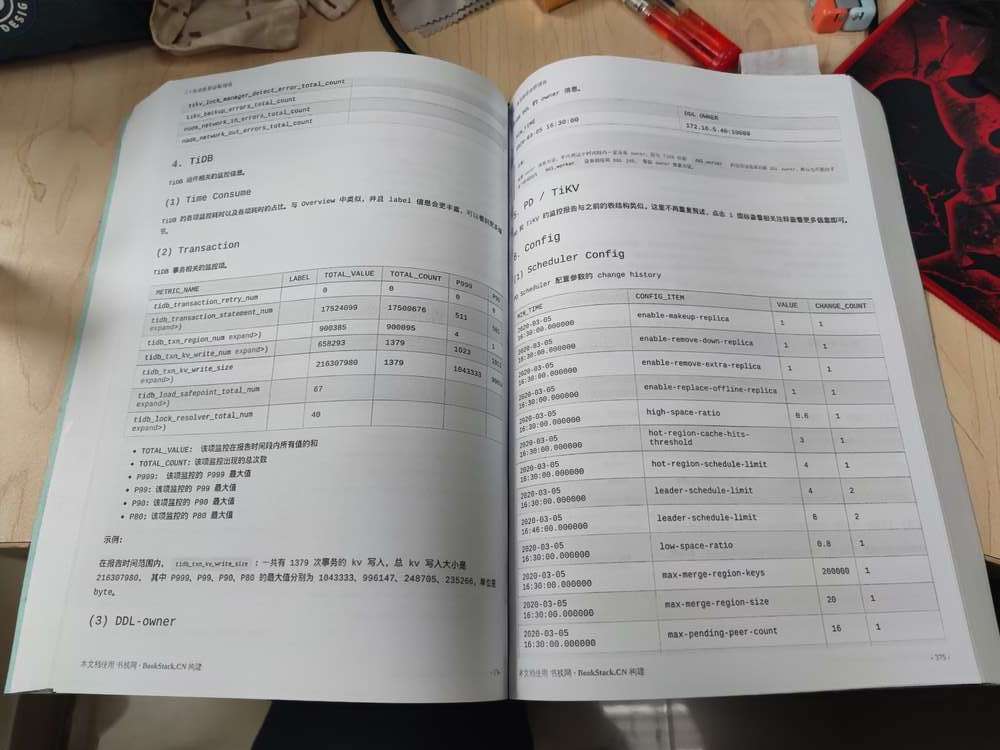 DESIG
tikv_lock_manager_detect_error_total_count
tikv_backup_errors_total_count
node_network_in_errors_total_count
node_network_out_errors_total_count
4. TiDB
TiDB 组件相关的监控信息。
(1) Time Consume
TiDB 的各项监控耗时以及各项耗时的占比。与 overview 中类似，并且 label 信息会更丰富，可以看到更多细
节。
(2) Transaction
TiDB 事务相关的监控项。
METRIC_NAME LABEL TOTAL_VALUE TOTAL_COUNT P999
tidb_transaction_retry_num 0 0 0 0
tidb_transaction_statement_num 17524099 17509676 511
expand>)
tidb_txn_region_num expand>) 900385 900095 4 1
tidb_txn_kv_write_num expand>) 658293 1379 1023
tidb_txn_kv_write_size 216307980 1379 1043333
expand>)
tidb_load_safepoint_total_num 67
expand>)
tidb_lock_resolver_total_num 40
expand>)
• TOTAL_VALUE: 该项监控在报告时间段内所有值的和
• TOTAL_COUNT: 该项监控出现的总次数
• P999: 该项监控的 P999 最大值
• P99: 该项监控的 P99 最大值
• P90: 该项监控的 P90 最大值
• P80: 该项监控的 P80 最大值
示例:
在报告时间范围内， tidb_txn_kv_write_size : 一共有 1379 次事务的 kv 写入，总 kv 写入大小是
216307980, 其中 P999、P99、P90、P80 的最大值分别为 1043333、996147、248705、235266，单位是
byte。
(3) DDL-owner
本文档使用 书栈网 · BookStack.CN 构建
DDL 的 owner 信息。
MIN_TIME DDL OWNER
2020-03-05 16:30:00 172.16.5.40:10080
5. PD / TiKV
PD 和 TiKV 的监控报告与之前的表结构类似，这里不再重复叙述，点击 i 图标查看相关注释查看更多信息即可。
6. Config
(1) Scheduler Config
PD Scheduler 配置参数的 change history
MIN_TIME CONFIG_ITEM VALUE CHANGE_COUNT
2020-03-05
16:30:00.000000 enable-makeup-replica 1 1
2020-03-05
16:30:00.000000 enable-remove-down-replica 1 1
2020-03-05
16:30:00.000000 enable-remove-extra-replica 1 1
2020-03-05
16:30:00.000000 enable-replace-offline-replica 1 1
2020-03-05
16:30:00.000000 high-space-ratio 0.6 1
2020-03-05
16:30:00.000000 hot-region-cache-hits-
threshold 3 1
2020-03-05
16:30:00.000000 hot-region-schedule-limit 4 1
2020-03-05
16:30:00.000000 leader-schedule-limit 4 2
2020-03-05
16:46:00.000000 leader-schedule-limit 8 2
2020-03-05
16:30:00.000000 low-space-ratio 0.8 1
2020-03-05
16:30:00.000000 max-merge-region-keys 200000 1
2020-03-05
16:30:00.000000 max-merge-region-size 20 1
2020-03-05
16:30:00.000000 max-pending-peer-count 16 1
本文档使用 书栈网 · BookStack.CN 构建
- 375 -